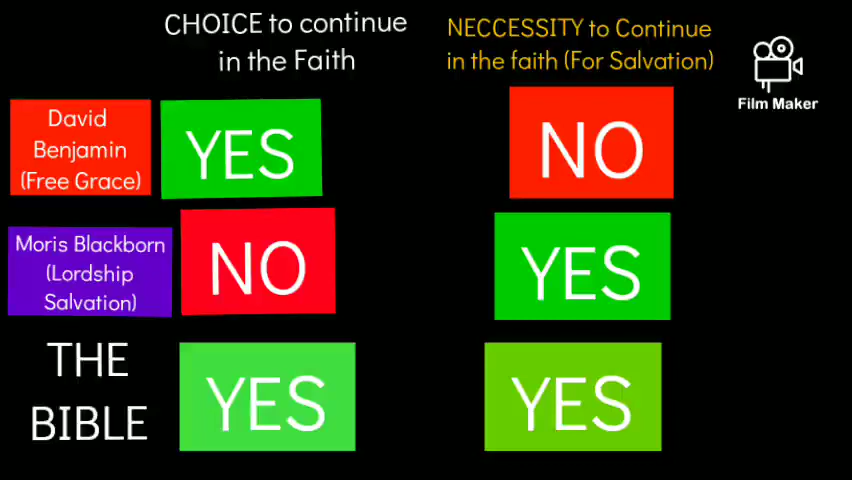 CHOICE to continue
in the Faith
NECCESSITY to Continue
in the faith (For Salvation)
Film Maker
David
Benjamin
(Free Grace)
YES
NO
Moris Blackborn
(Lordship
Salvation)
NO
YES
THE
BIBLE
YES
YES